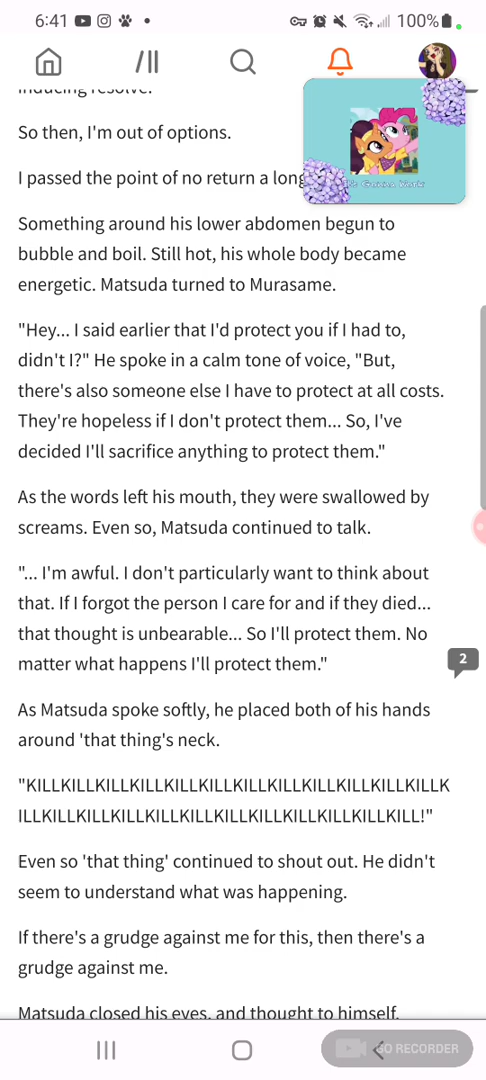 6:41
100%
inducing resolve.
So then, I'm out of options.
I passed the point of no return a long
Something around his lower abdomen begun to
bubble and boil. Still hot, his whole body became
energetic. Matsuda turned to Murasame.
"Hey... I said earlier that I'd protect you if I had to,
didn't I?" He spoke in a calm tone of voice, "But,
there's also someone else I have to protect at all costs.
They're hopeless if I don't protect them... So, I've
decided I'll sacrifice anything to protect them."
As the words left his mouth, they were swallowed by
screams. Even so, Matsuda continued to talk.
"... I'm awful. I don't particularly want to think about
that. If I forgot the person I care for and if they died...
that thought is unbearable... So I'll protect them. No
matter what happens I'll protect them."
2
As Matsuda spoke softly, he placed both of his hands
around 'that thing's neck.
"KILLKILLKILLKILLKILLKILLKILLKILLKILLKILLKILLKILLK
ILLKILLKILLKILLKILLKILLKILLKILLKILLKILLKILLKILL!"
Even so 'that thing' continued to shout out. He didn't
seem to understand what was happening.
If there's a grudge against me for this, then there's a
grudge against me.
Matsuda closed his eyes, and thought to himself.
GO RECORDER